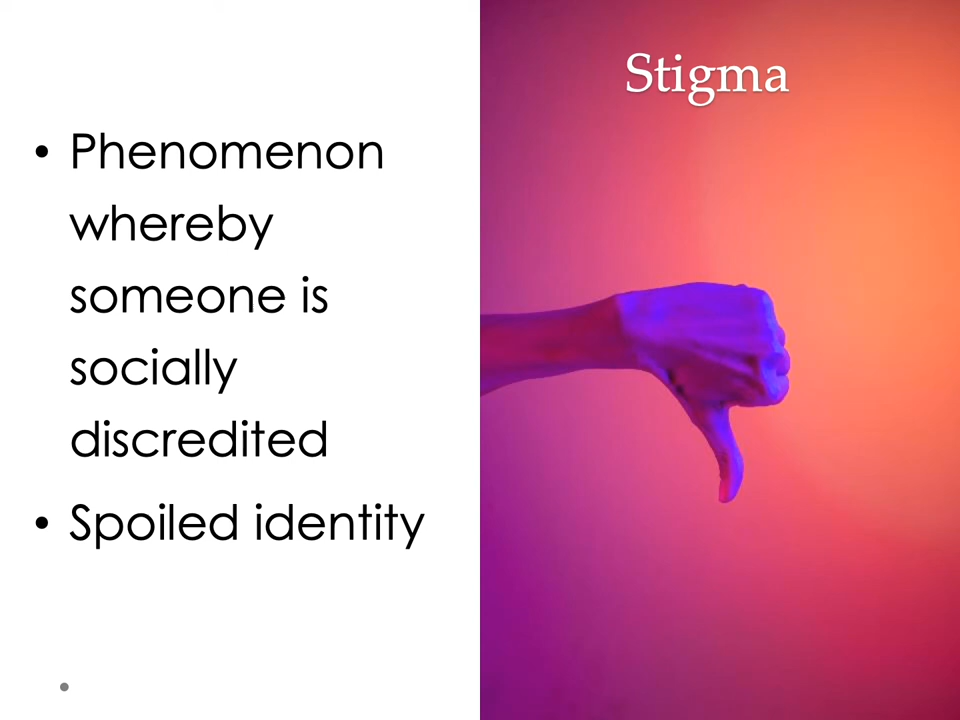 Stigma
• Phenomenon
whereby
someone is
socially
discredited
• Spoiled identity
•